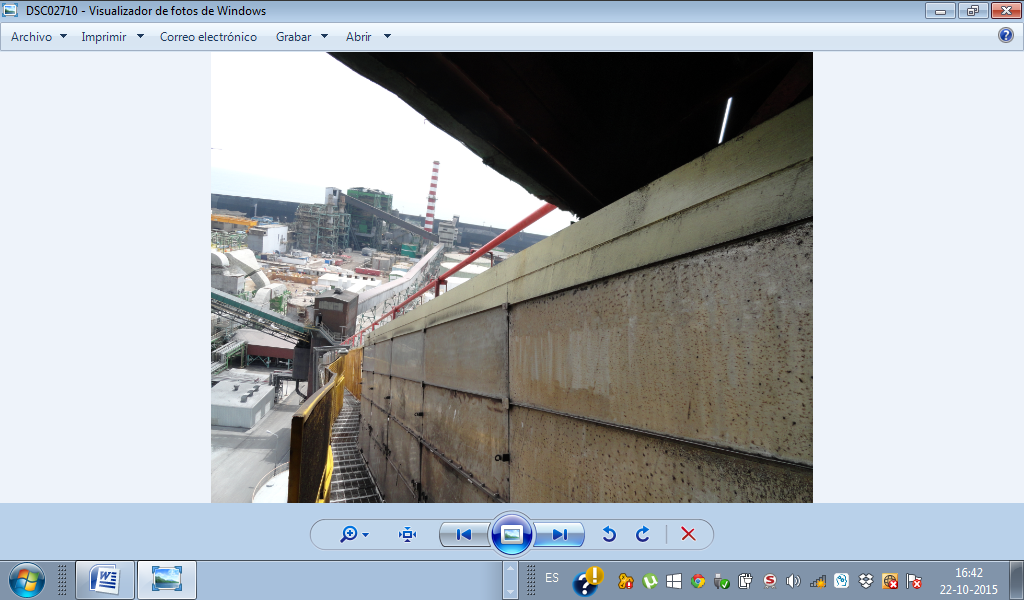 DSC02710 - Visualizador de fotos de Windows
Archivo Imprimir Correo electrónico Grabar Abrir
ES
16:42
22-10-2015